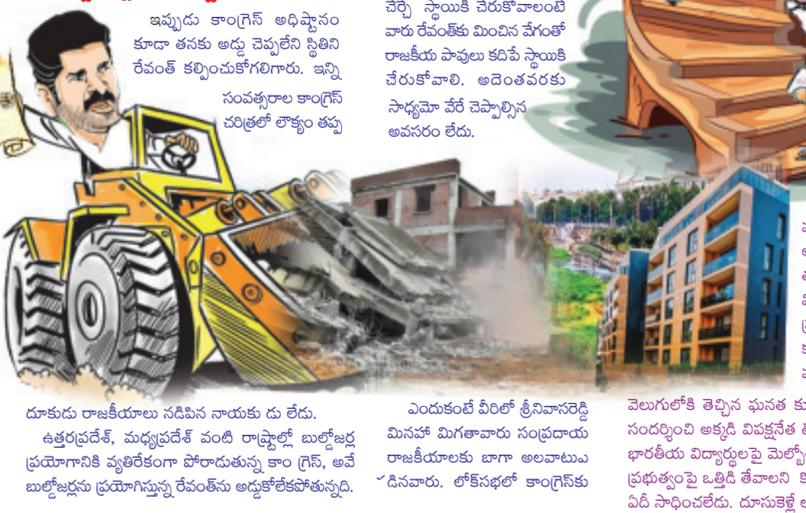 ఇప్పుడు కాంగ్రెస్ అధిష్టానం
కూడా తనకు అడ్డు చెప్పలేని స్థితిని
రేవంత్ కల్పించుకోగలిగారు. ఇన్ని
సంవత్సరాల కాంగ్రెస్
చరిత్రలో లౌక్యం తప్ప
దూకుడు రాజకీయాలు నడిపిన నాయకు డు లేడు.
ఉత్తరప్రదేశ్, మధ్యప్రదేశ్ వంటి రాష్ట్రాల్లో బుల్డోజర్ల
ప్రయోగానికి వ్యతిరేకంగా పోరాడుతున్న కాం గ్రెస్, అవే
బుల్డోజర్లను ప్రయోగిస్తున్న రేవంత్‌ను అడ్డుకోలేకపోతున్నది.
చేర్చే స్థాయికి చేరుకోవాలంటే
వారు రేవంత్‌కు మించిన వేగంతో
రాజకీయ పావులు కదిపే స్థాయికి
చేరుకోవాలి. అదెంతవరకు
సాధ్యమో వేరే చెప్పాల్సిన
అవసరం లేదు.
ఎందుకంటే వీరిలో శ్రీనివాసరెడ్డి
మినహా మిగతావారు సంప్రదాయ
రాజకీయాలకు బాగా అలవాటుప
డినవారు. లోక్‌సభలో కాంగ్రెస్‌కు
వెలుగులోకి తెచ్చిన ఘనత
సందర్శించి అక్కడి విపక్షనేత
భారతీయ విద్యార్థులపై
ప్రభుత్వంపై ఒత్తిడి తేవాలని
ఏదీ సాధించలేడు. దూసుకెళ్లే